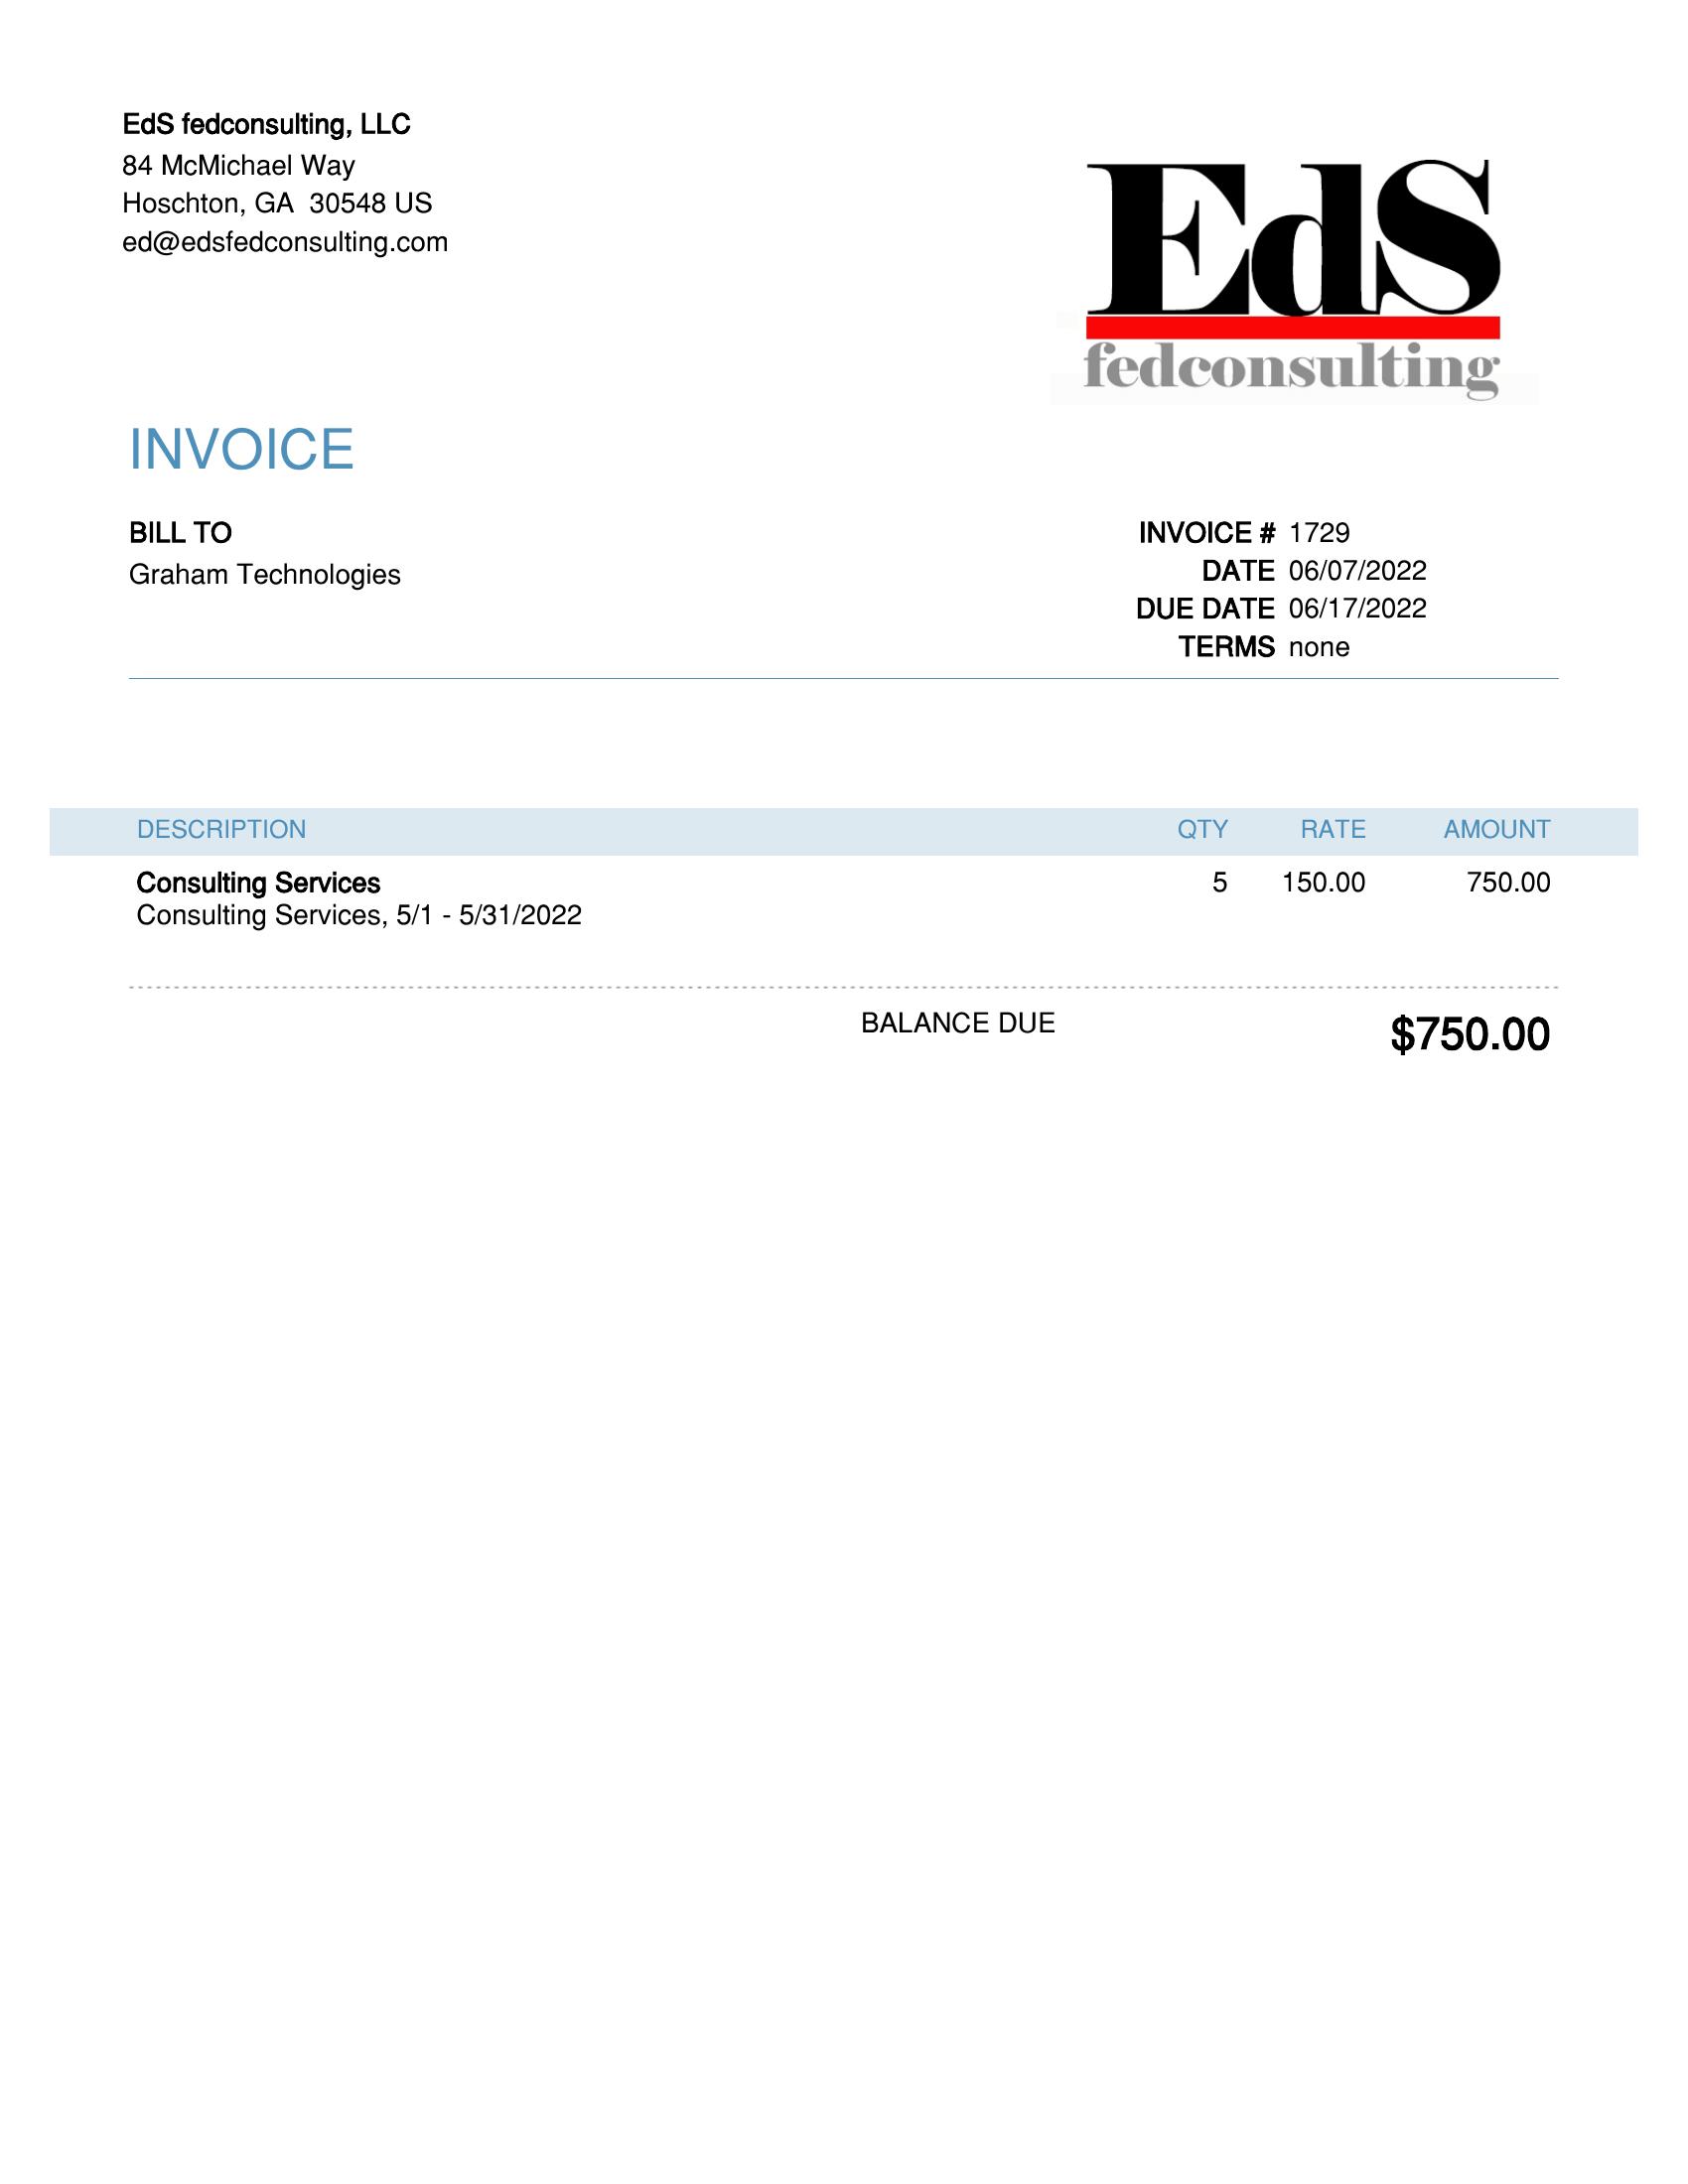 EdS fedconsulting, LLC
84 McMichael Way
Hoschton, GA  30548 US
ed@edsfedconsulting.com
EdS
fedconsulting
INVOICE
BILL TO
Graham Technologies
INVOICE # 1729
DATE 06/07/2022
DUE DATE 06/17/2022
TERMS none
DESCRIPTION QTY RATE AMOUNT
Consulting Services 5 150.00 750.00
Consulting Services, 5/1 - 5/31/2022
BALANCE DUE $750.00